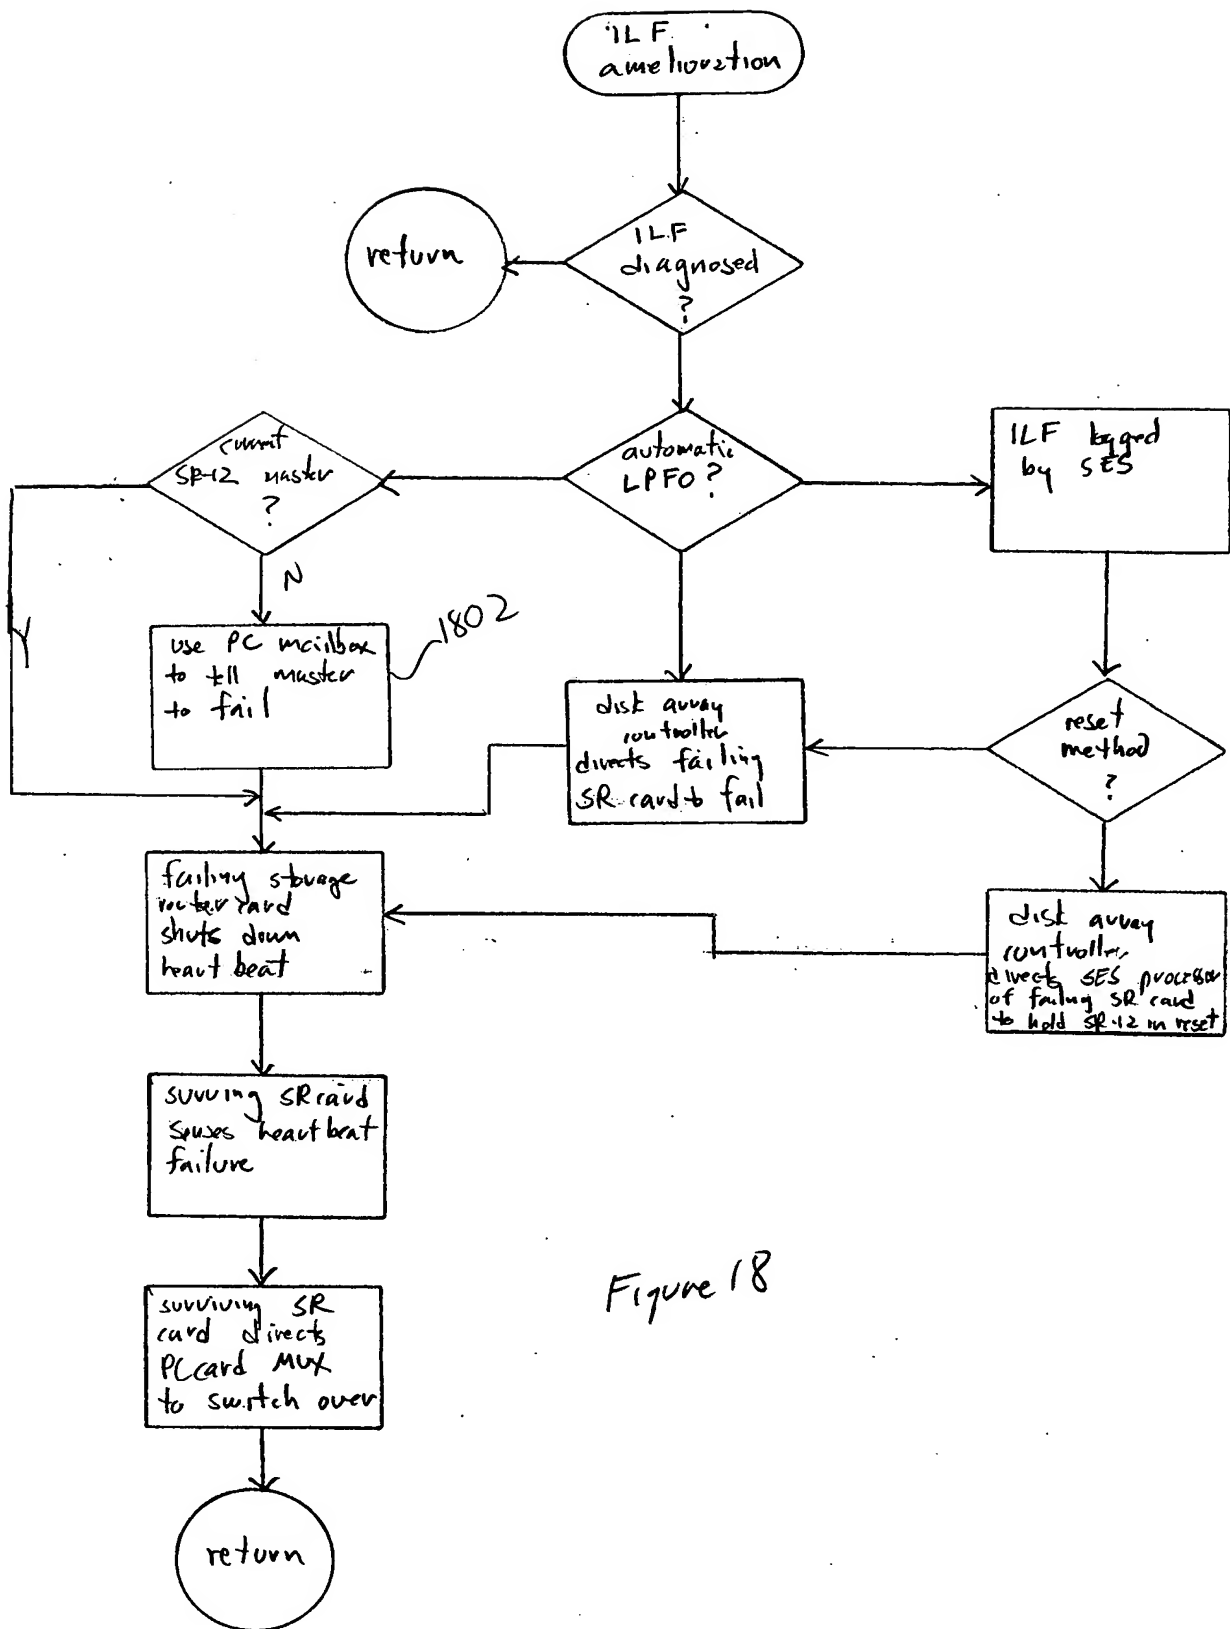 ILF
amelioration
return
ILF
diagnosed
?
current
SR-12 master
?
automatic
LPFO?
ILF logged
by SES
N
Y
use PC mailbox
to tell master
to fail
1802
disk array
controller
directs failing
SR card to fail
reset
method
?
failing storage
router card
shuts down
heart beat
disk array
controller
directs SES processor
of failing SR card
to hold SR-12 in reset
surviving SR card
senses heart beat
failure
surviving SR
card directs
PC card MUX
to switch over
Figure 18
return